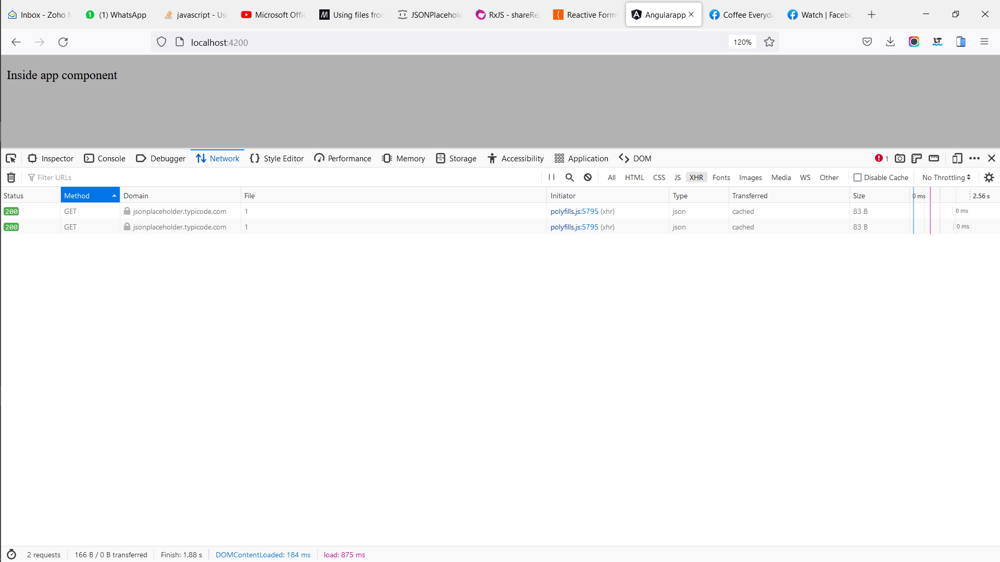 Inbox - Zoho M (1) WhatsApp javascript - Usi Microsoft Offic Using files from JSONPlacehold RxJS - shareRe Reactive Forms Angularapp Coffee Everyda Watch | Facebo
localhost:4200 120%
Inside app component
Inspector Console Debugger Network Style Editor Performance Memory Storage Accessibility Application DOM 1
Filter URLs All HTML CSS JS XHR Fonts Images Media WS Other Disable Cache No Throttling
Status Method Domain File Initiator Type Transferred Size 0 ms 2.56 s
200 GET jsonplaceholder.typicode.com 1 polyfills.js:5795 (xhr) json cached 83 B 0 ms
200 GET jsonplaceholder.typicode.com 1 polyfills.js:5795 (xhr) json cached 83 B 0 ms
2 requests 166 B / 0 B transferred Finish: 1.88 s DOMContentLoaded: 184 ms load: 875 ms